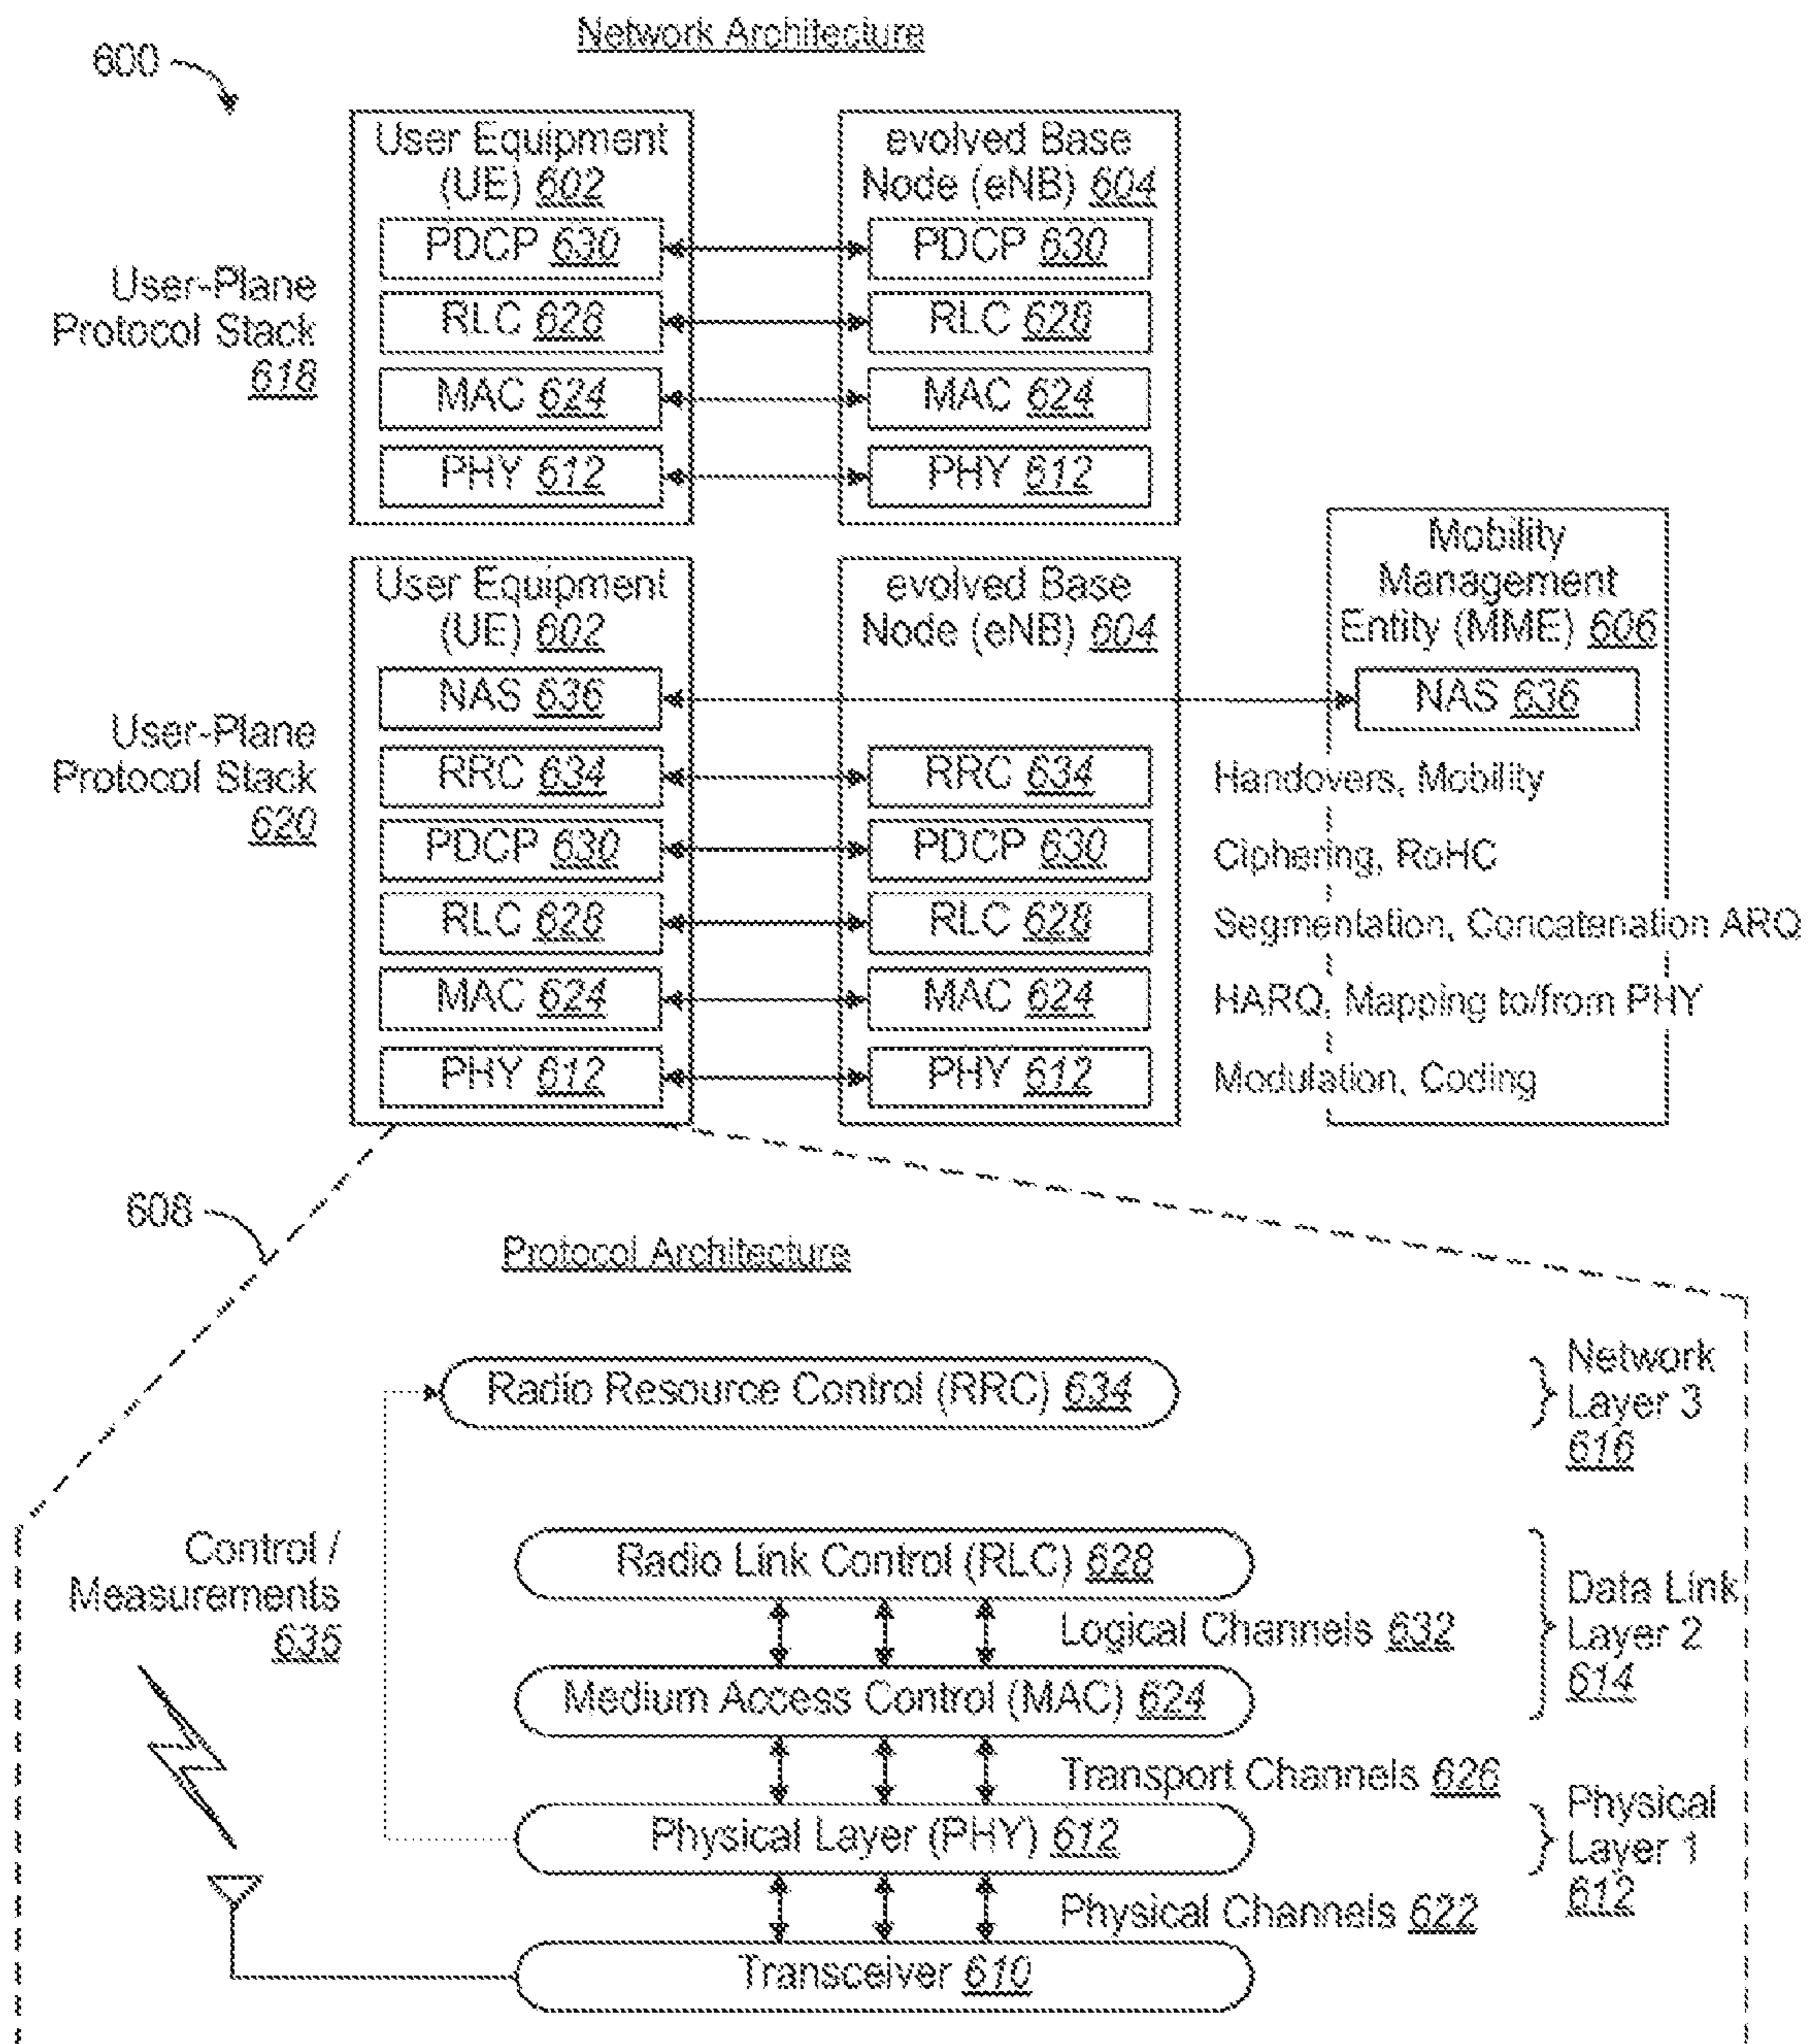 Network Architecture
600
User Equipment
(UE) 602
PDCP 630
RLC 628
MAC 624
PHY 612
evolved Base
Node (eNB) 604
PDCP 630
RLC 628
MAC 624
PHY 612
User-Plane
Protocol Stack
618
User Equipment
(UE) 602
NAS 636
RRC 634
PDCP 630
RLC 628
MAC 624
PHY 612
evolved Base
Node (eNB) 604
RRC 634
PDCP 630
RLC 628
MAC 624
PHY 612
Mobility
Management
Entity (MME) 606
NAS 636
User-Plane
Protocol Stack
620
Handovers, Mobility
Ciphering, RoHC
Segmentation, Concatenation ARQ
HARQ, Mapping to/from PHY
Modulation, Coding
608
Protocol Architecture
Radio Resource Control (RRC) 634
Network
Layer 3
616
Control /
Measurements
635
Radio Link Control (RLC) 628
Logical Channels 632
Medium Access Control (MAC) 624
Data Link
Layer 2
614
Transport Channels 626
Physical Layer (PHY) 612
Physical
Layer 1
612
Physical Channels 622
Transceiver 610